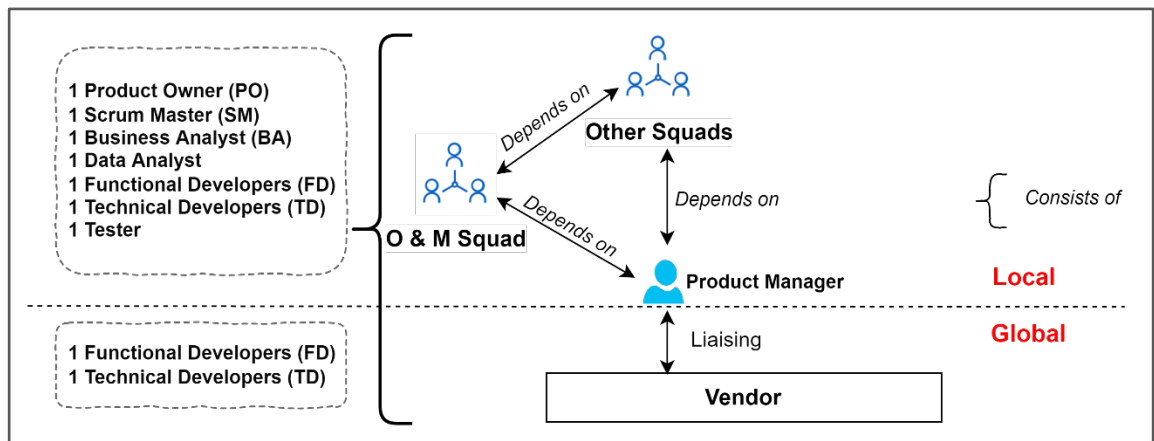 1 Product Owner (PO)
1 Scrum Master (SM)
1 Business Analyst (BA)
1 Data Analyst
1 Functional Developers (FD)
1 Technical Developers (TD)
1 Tester
Depends on
Other Squads
O & M Squad
Depends on
Depends on
Consists of
Product Manager
Local
1 Functional Developers (FD)
1 Technical Developers (TD)
Liaising
Global
Vendor